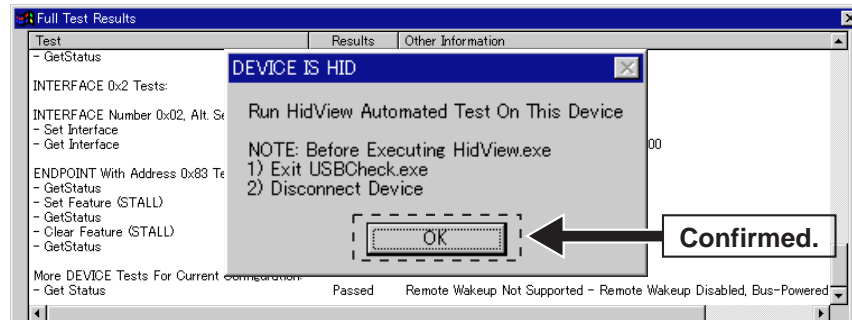 Full Test Results
Test Results Other Information
- GetStatus
INTERFACE 0x2 Tests:
INTERFACE Number 0x02, Alt.
- Set Interface
- Get Interface 00
ENDPOINT With Address 0x83
- GetStatus
- Set Feature (STALL)
- GetStatus
- Clear Feature (STALL)
- GetStatus
More DEVICE Tests For Current Configuration:
- Get Status Passed Remote Wakeup Not Supported - Remote Wakeup Disabled, Bus-Powered
DEVICE IS HID
Run HidView Automated Test On This Device
NOTE: Before Executing HidView.exe
1) Exit USBCheck.exe
2) Disconnect Device
OK
Confirmed.